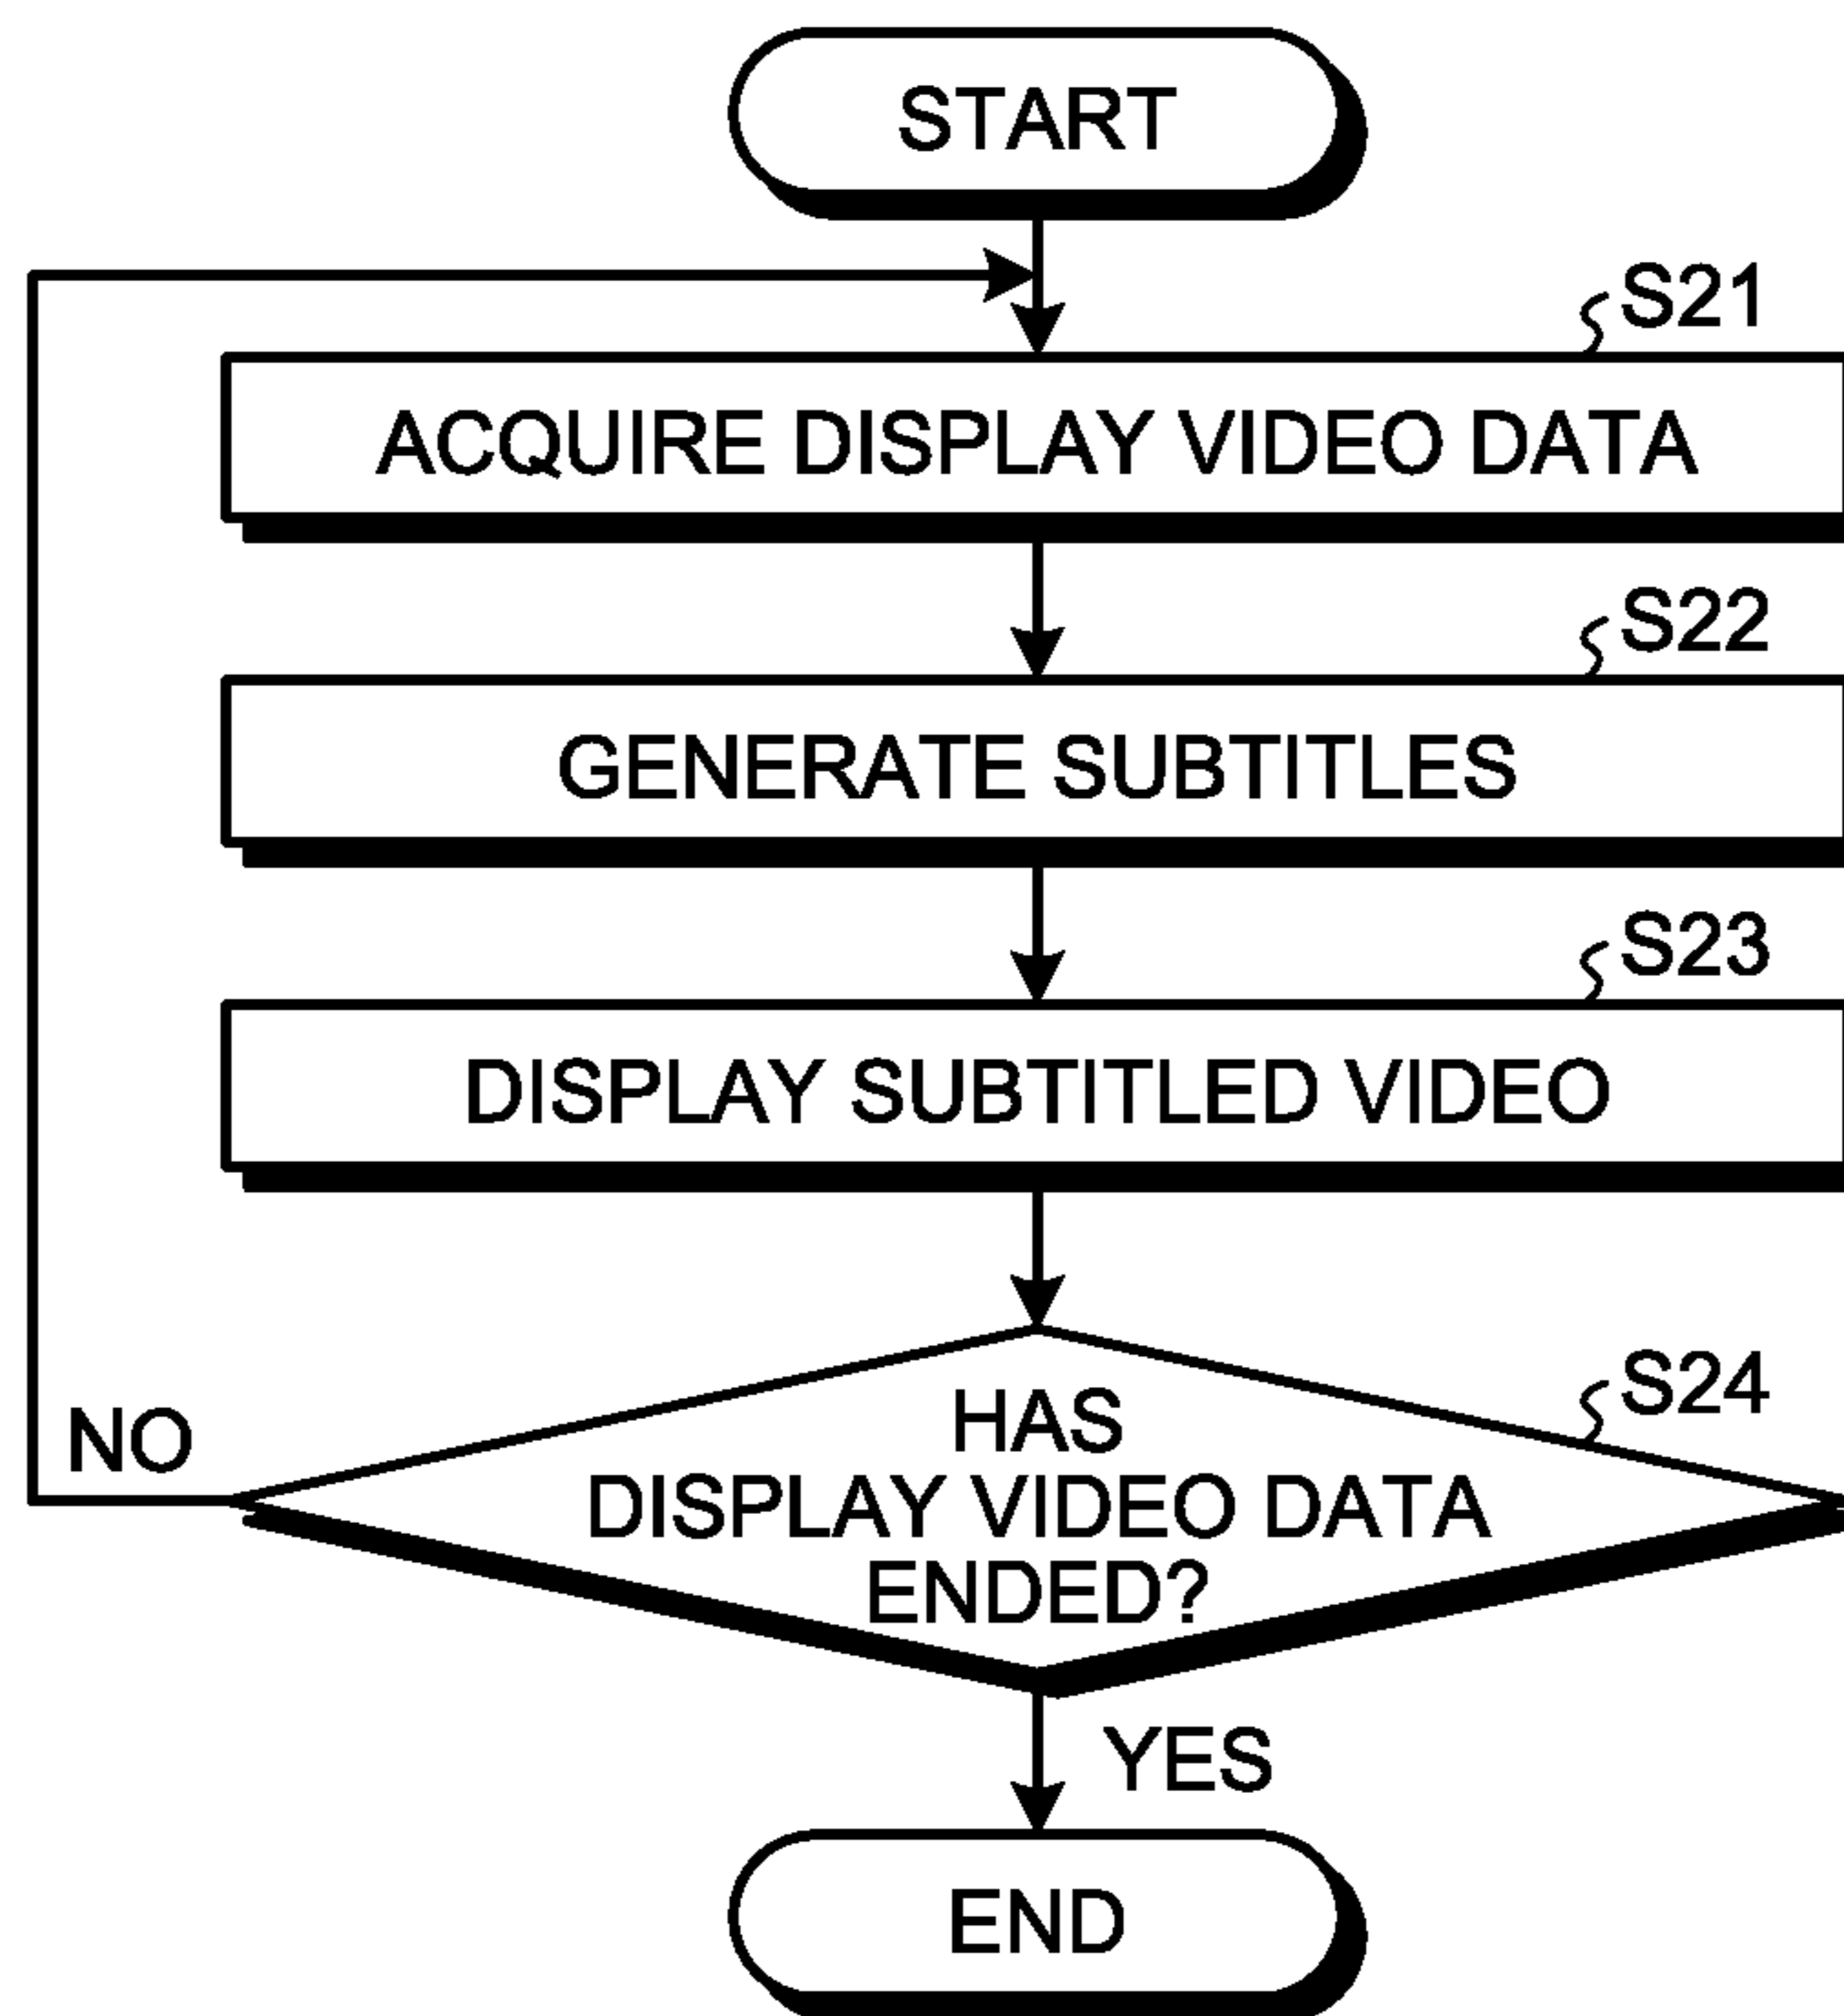 START
S21
ACQUIRE DISPLAY VIDEO DATA
S22
GENERATE SUBTITLES
S23
DISPLAY SUBTITLED VIDEO
S24
NO
HAS
DISPLAY VIDEO DATA
ENDED?
YES
END